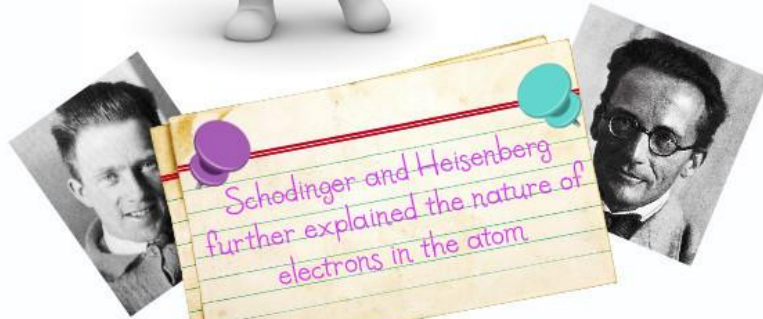 Schodinger and Heisenberg
further explained the nature of
electrons in the atom